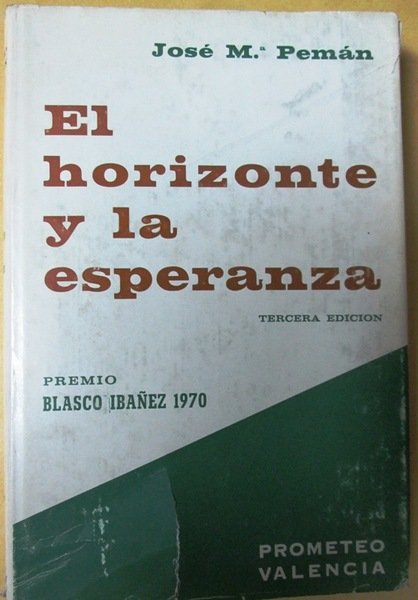 José M.ª Pemán
El
horizonte
y la
esperanza
TERCERA EDICION
PREMIO
BLASCO IBAÑEZ 1970
PROMETEO
VALENCIA